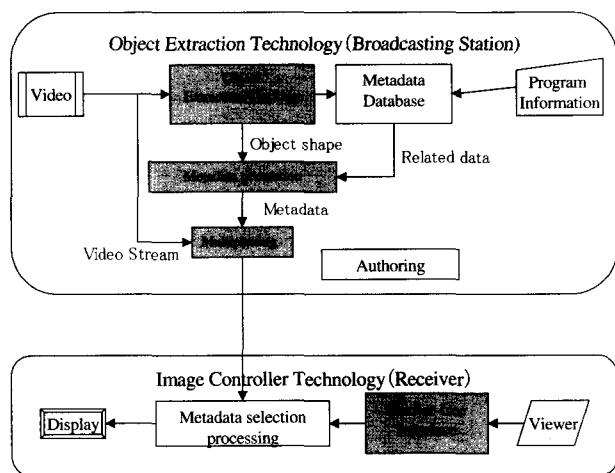 Object Extraction Technology (Broadcasting Station)
Video
Metadata
Database
Program
Information
Object shape
Related data
Metadata
Video Stream
Authoring
Image Controller Technology (Receiver)
Display
Metadata selection
processing
Viewer